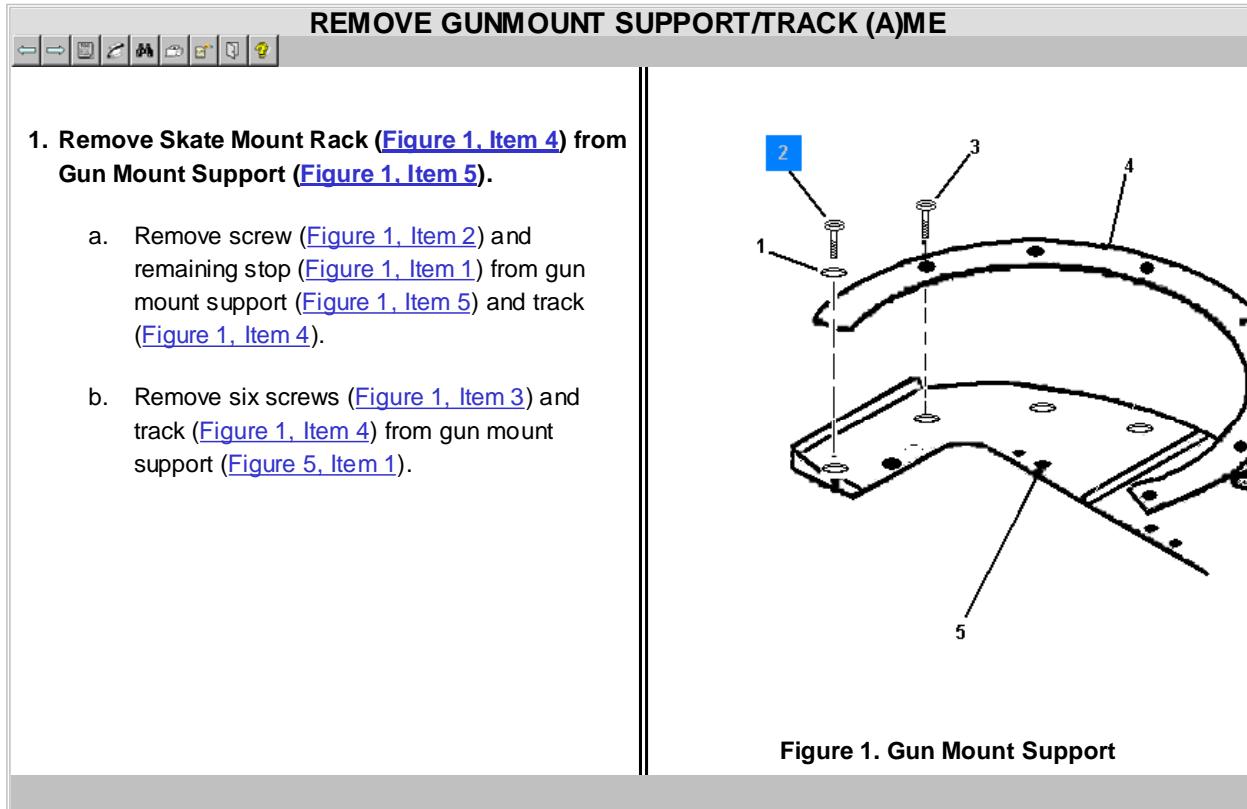 REMOVE GUNMOUNT SUPPORT/TRACK (A)ME
1. Remove Skate Mount Rack (Figure 1, Item 4) from
Gun Mount Support (Figure 1, Item 5).
a. Remove screw (Figure 1, Item 2) and
remaining stop (Figure 1, Item 1) from gun
mount support (Figure 1, Item 5) and track
(Figure 1, Item 4).
b. Remove six screws (Figure 1, Item 3) and
track (Figure 1, Item 4) from gun mount
support (Figure 5, Item 1).
2
3
4
1
5
Figure 1. Gun Mount Support